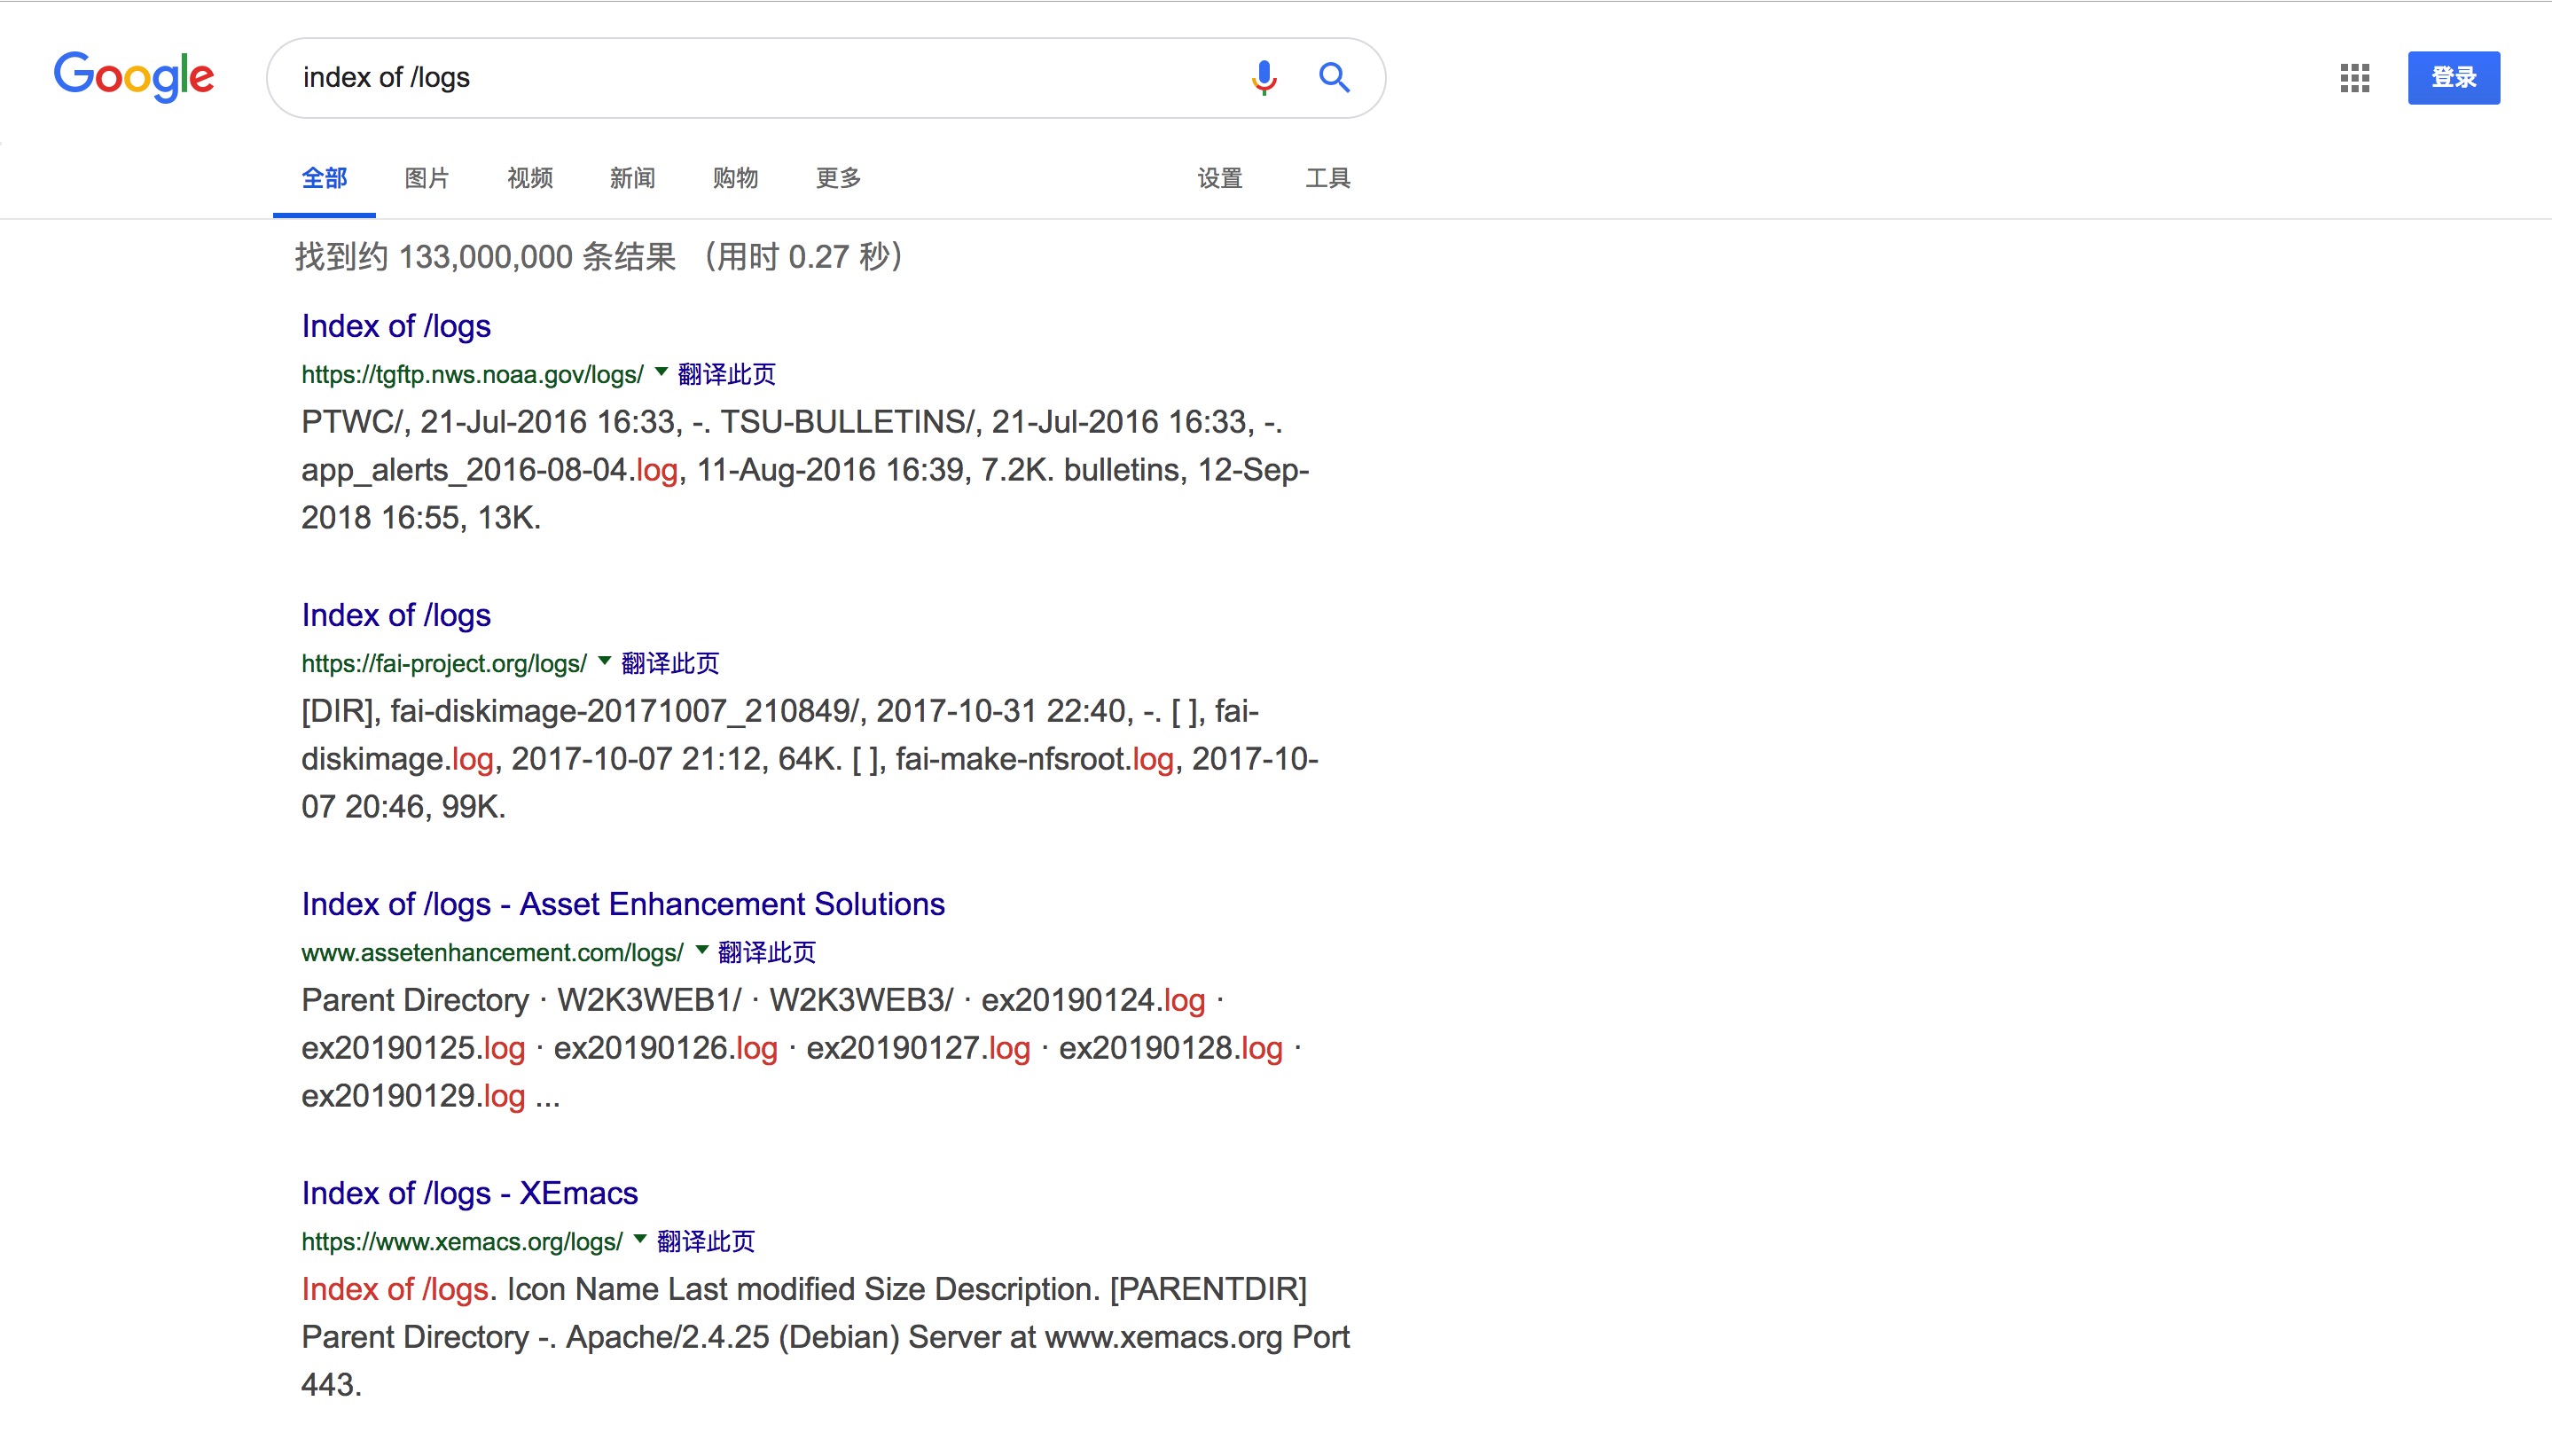 Google
index of /logs
登录
全部 图片 视频 新闻 购物 更多 设置 工具
找到约 133,000,000 条结果 （用时 0.27 秒）
Index of /logs
https://tgftp.nws.noaa.gov/logs/ 翻译此页
PTWC/, 21-Jul-2016 16:33, -. TSU-BULLETINS/, 21-Jul-2016 16:33, -.
app_alerts_2016-08-04.log, 11-Aug-2016 16:39, 7.2K. bulletins, 12-Sep-
2018 16:55, 13K.
Index of /logs
https://fai-project.org/logs/ 翻译此页
[DIR], fai-diskimage-20171007_210849/, 2017-10-31 22:40, -. [ ], fai-
diskimage.log, 2017-10-07 21:12, 64K. [ ], fai-make-nfsroot.log, 2017-10-
07 20:46, 99K.
Index of /logs - Asset Enhancement Solutions
www.assetenhancement.com/logs/ 翻译此页
Parent Directory · W2K3WEB1/ · W2K3WEB3/ · ex20190124.log ·
ex20190125.log · ex20190126.log · ex20190127.log · ex20190128.log ·
ex20190129.log ...
Index of /logs - XEmacs
https://www.xemacs.org/logs/ 翻译此页
Index of /logs. Icon Name Last modified Size Description. [PARENTDIR]
Parent Directory -. Apache/2.4.25 (Debian) Server at www.xemacs.org Port
443.